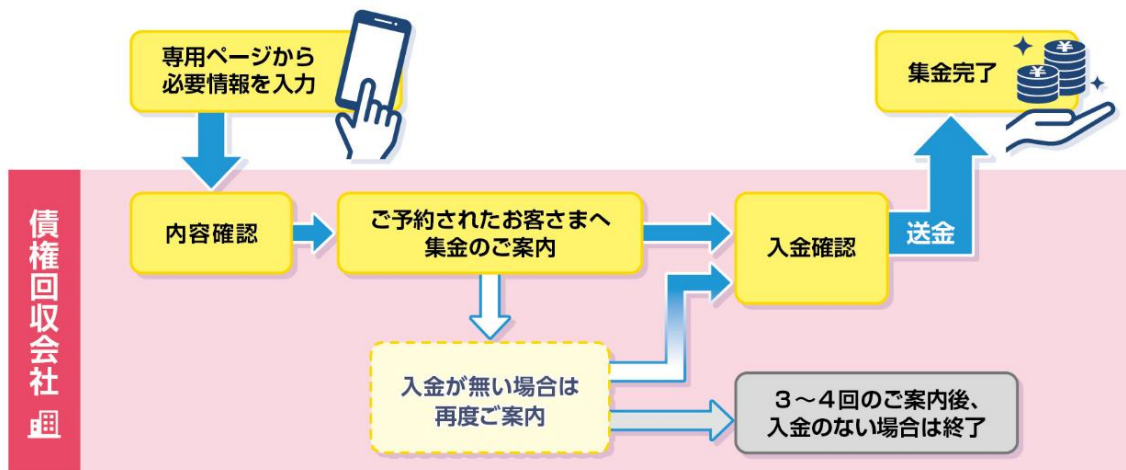 専用ページから
必要情報を入力
集金完了
¥
¥
債権回収会社
内容確認
ご予約されたお客さまへ
集金のご案内
入金確認
送金
入金が無い場合は
再度ご案内
3～4回のご案内後、
入金のない場合は終了